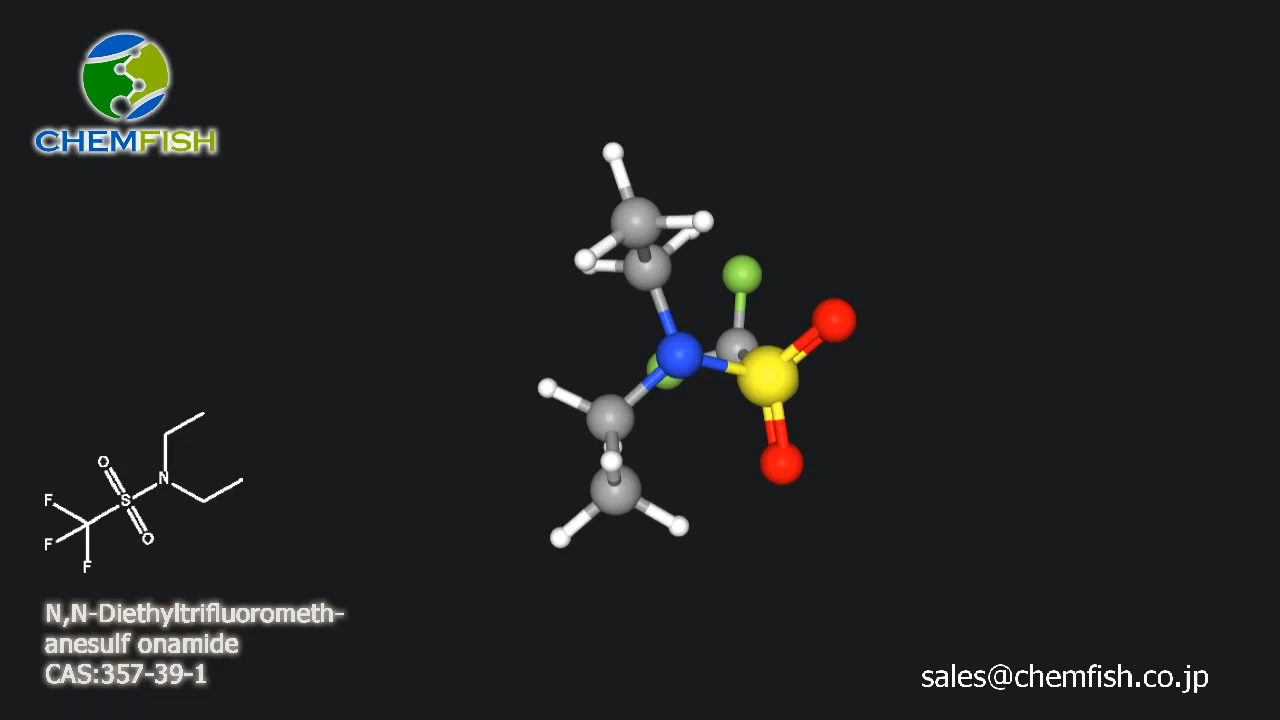 CHEMFISH
O
N
F
S
F
O
F
N,N-Diethyltrifluorometh-
anesulf onamide
CAS:357-39-1
sales@chemfish.co.jp